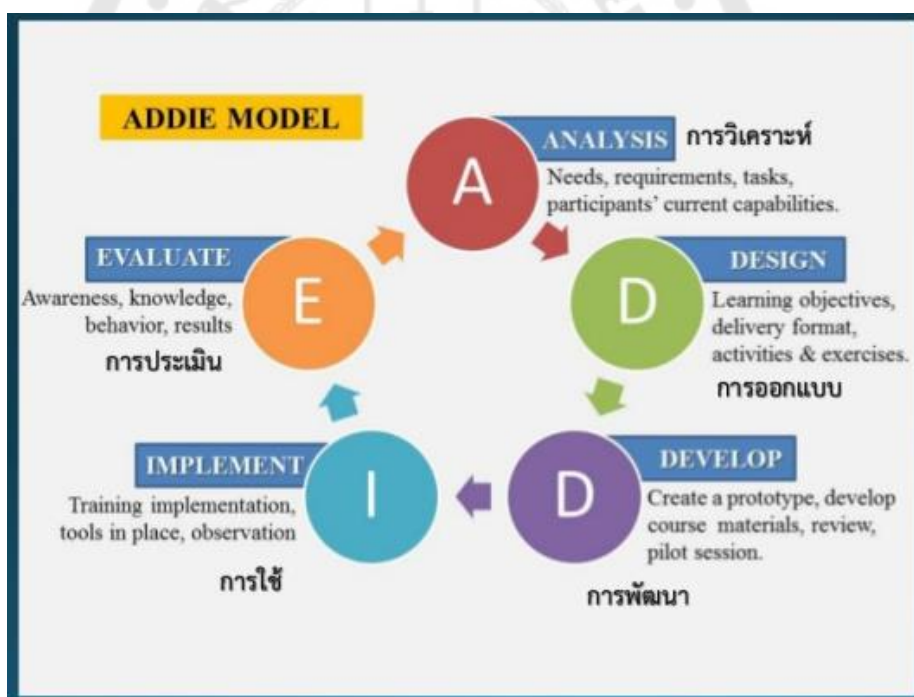 ADDIE MODEL
A
ANALYSIS การวิเคราะห์
Needs, requirements, tasks,
participants' current capabilities.
D
DESIGN
Learning objectives,
delivery format,
activities & exercises.
การออกแบบ
D
DEVELOP
Create a prototype, develop
course materials, review,
pilot session.
การพัฒนา
I
IMPLEMENT
Training implementation,
tools in place, observation
การใช้
E
EVALUATE
Awareness, knowledge,
behavior, results
การประเมิน